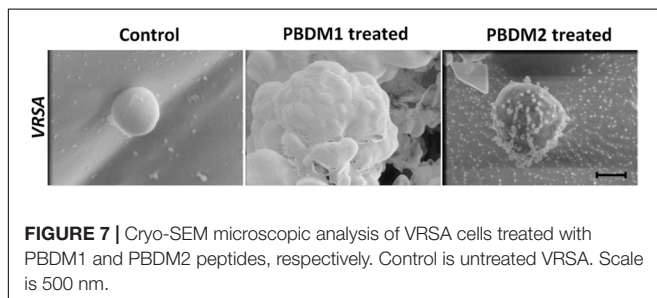 Control PBDM1 treated PBDM2 treated
VRSA
FIGURE 7 | Cryo-SEM microscopic analysis of VRSA cells treated with
PBDM1 and PBDM2 peptides, respectively. Control is untreated VRSA. Scale
is 500 nm.